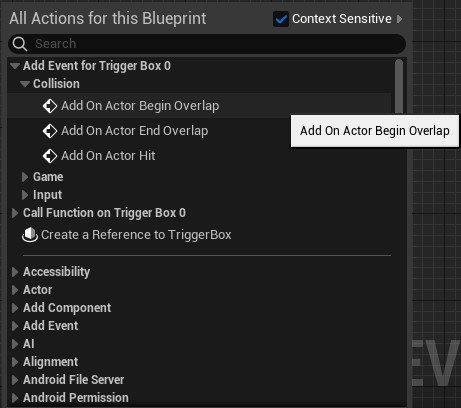 All Actions for this Blueprint
Context Sensitive
Search
Add Event for Trigger Box 0
Collision
Add On Actor Begin Overlap
Add On Actor End Overlap
Add On Actor Begin Overlap
Add On Actor Hit
Game
Input
Call Function on Trigger Box 0
Create a Reference to TriggerBox
Accessibility
Actor
Add Component
Add Event
AI
Alignment
Android File Server
Android Permission
EV